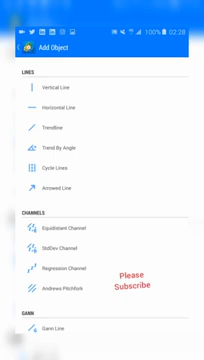 100% 02:28
Add Object
LINES
Vertical Line
Horizontal Line
Trendline
Trend By Angle
Cycle Lines
Arrowed Line
CHANNELS
Equidistant Channel
StdDev Channel
Regression Channel
Andrews Pitchfork
Please
Subscribe
GANN
Gann Line